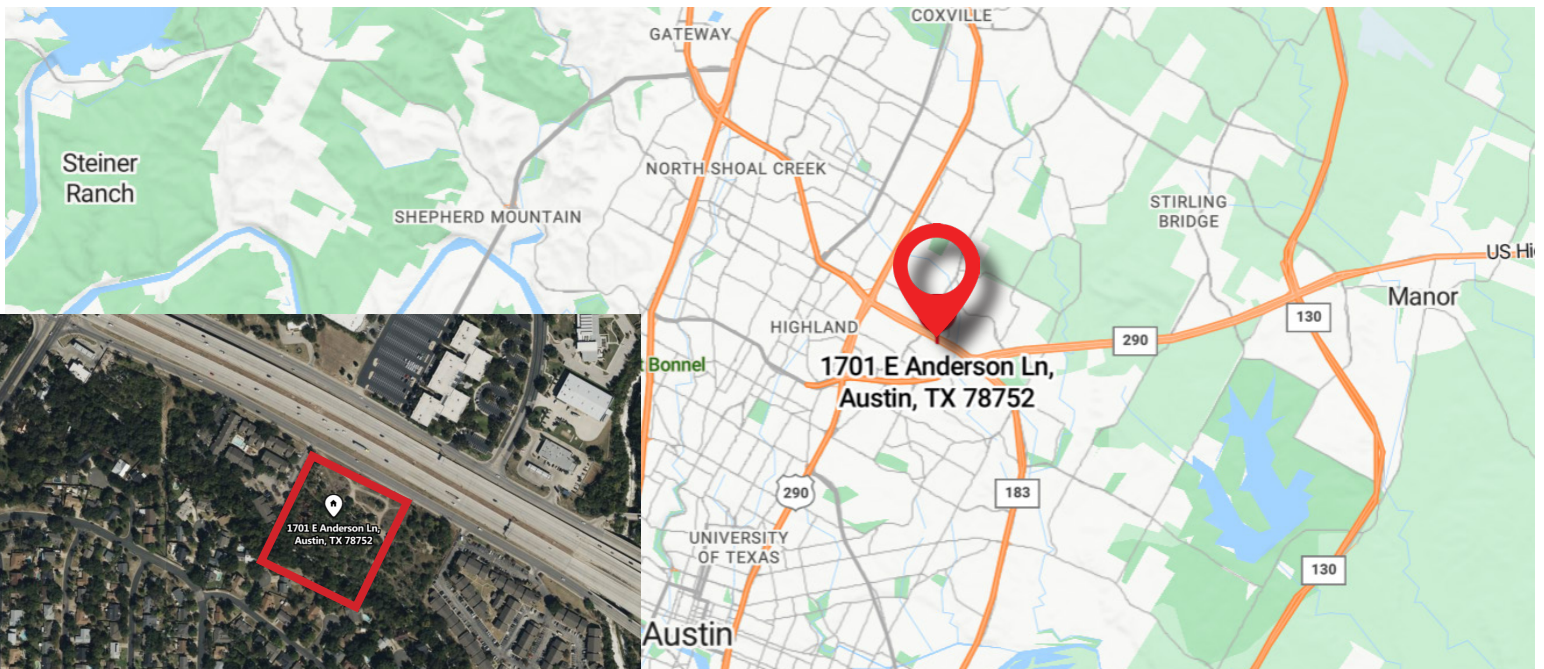 COXVILLE
GATEWAY
Steiner
Ranch
NORTH SHOAL CREEK
SHEPHERD MOUNTAIN
STIRLING
BRIDGE
US Hi
Manor
130
HIGHLAND
290
Bonnel
1701 E Anderson Ln,
Austin, TX 78752
290
183
UNIVERSITY
OF TEXAS
130
Austin
1701 E Anderson Ln,
Austin, TX 78752